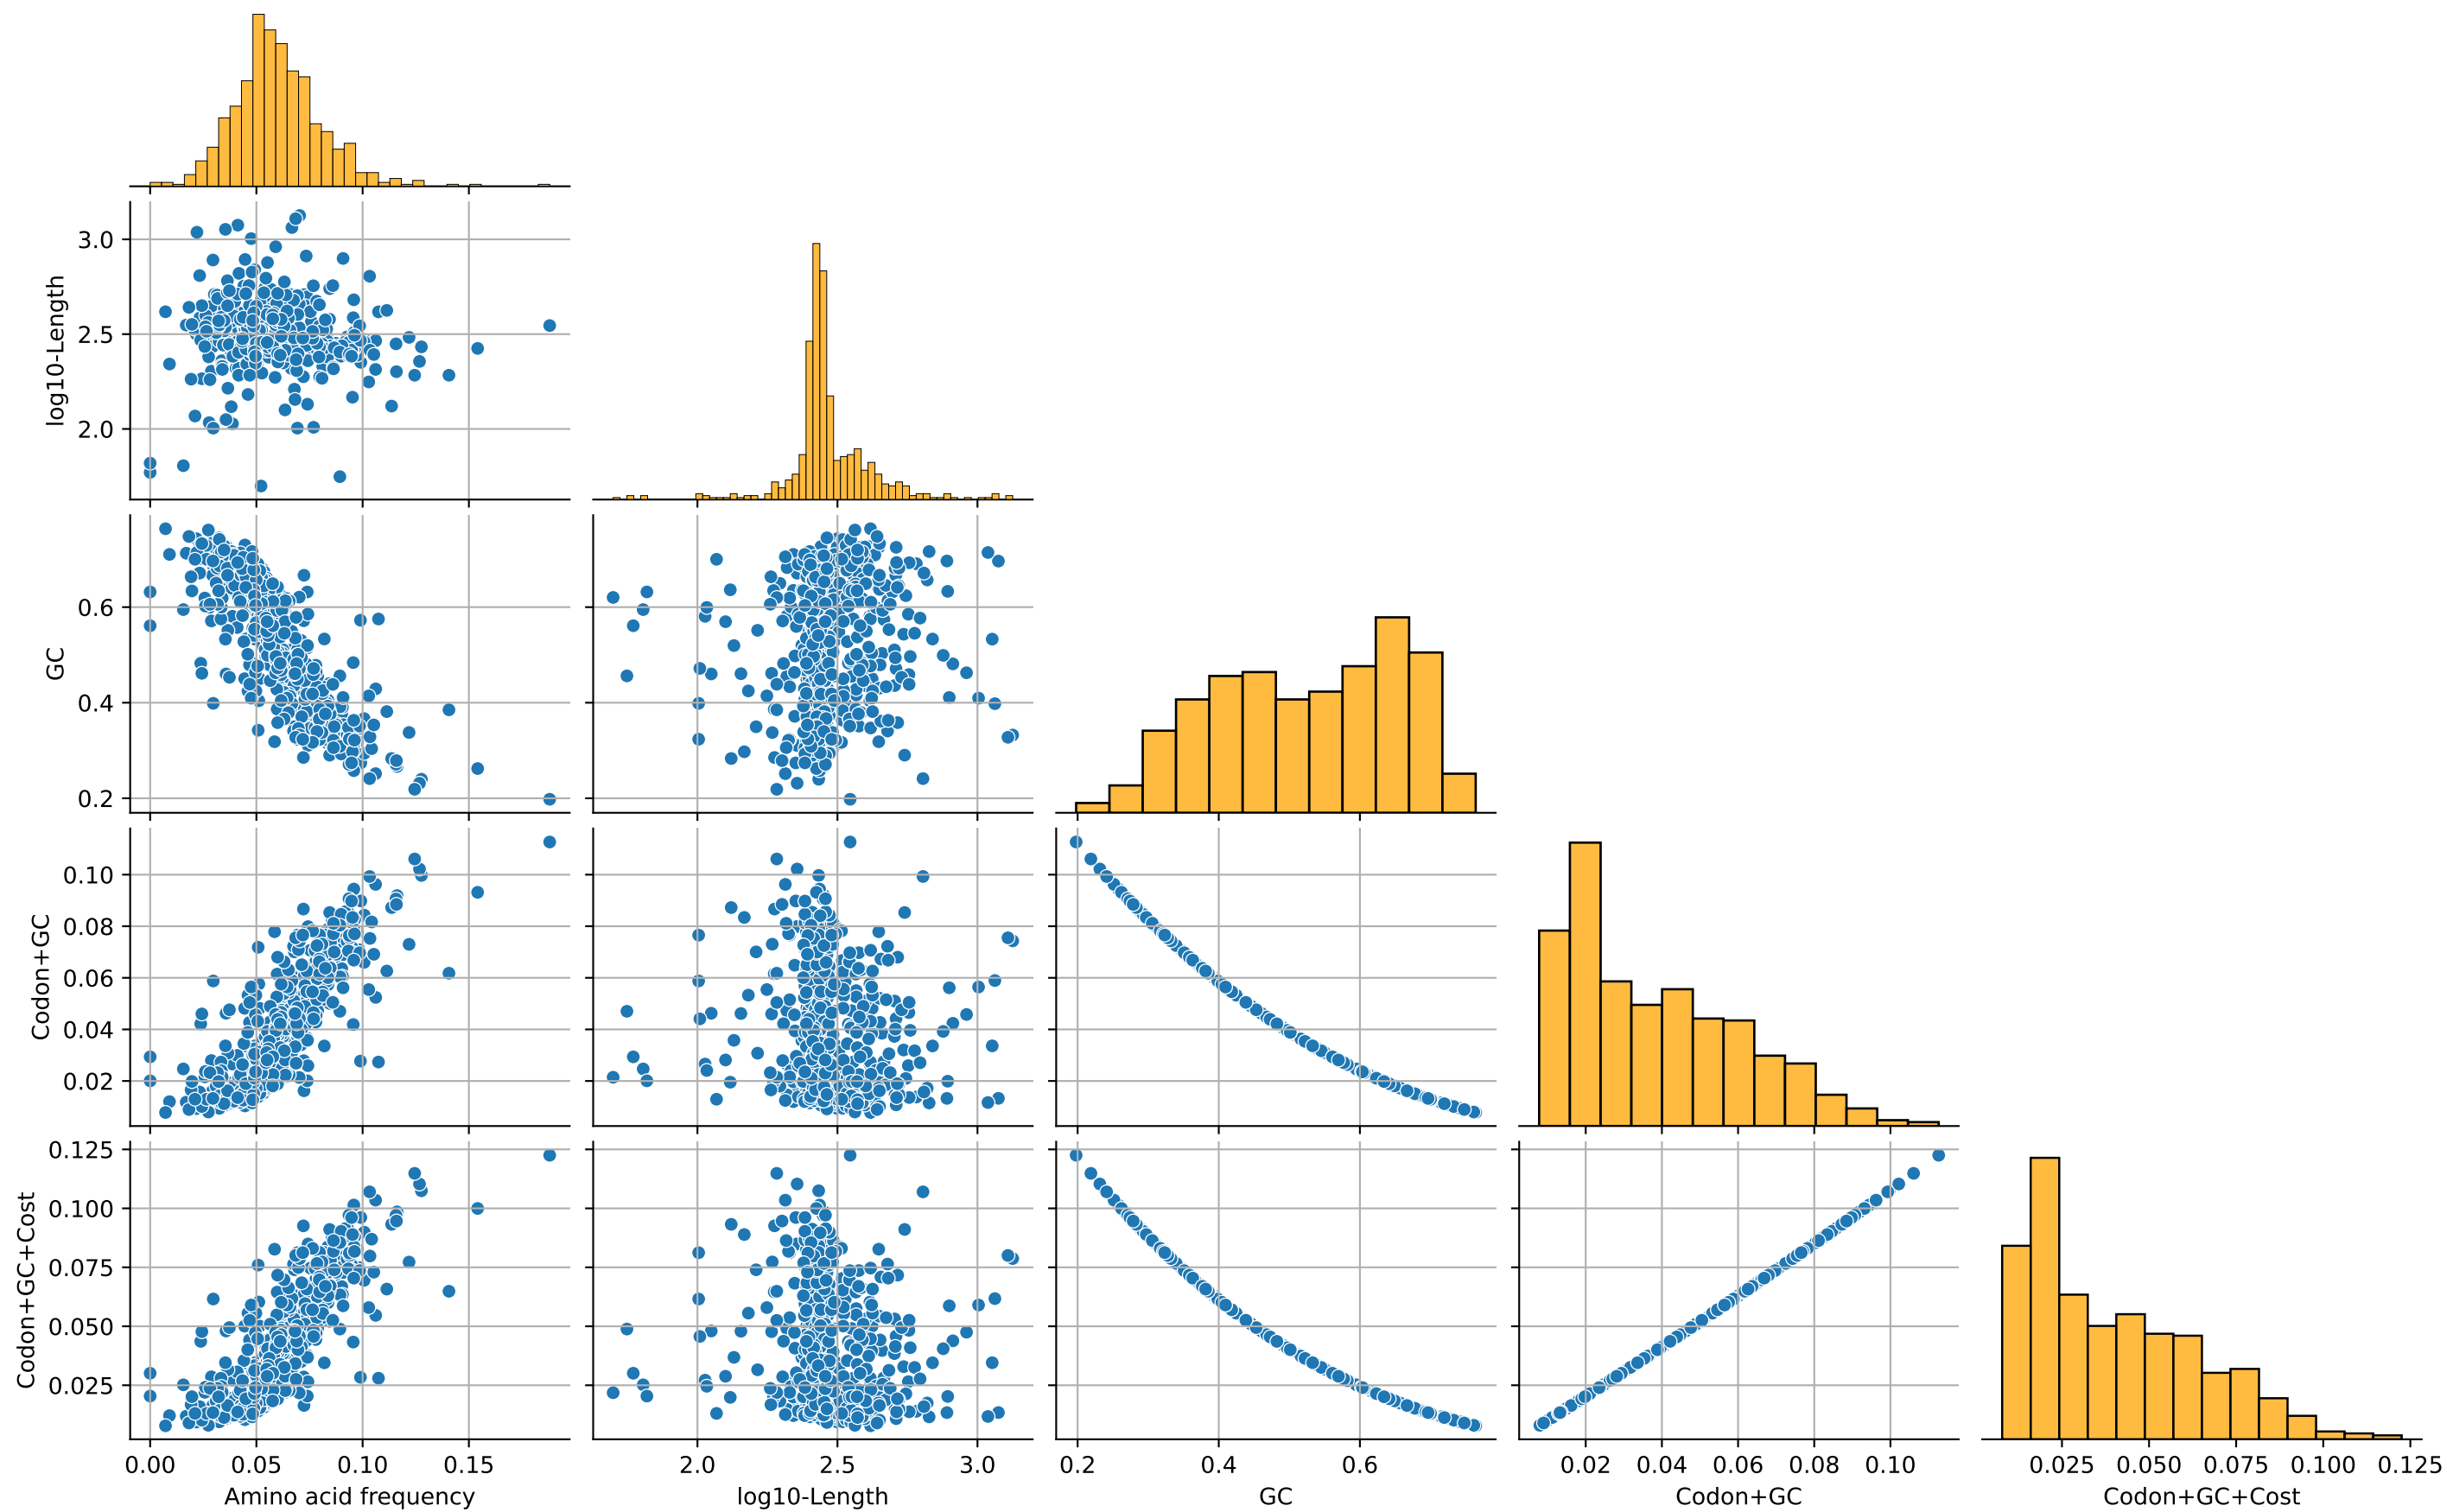 3.0
2.5
2.0
log10-Length
0.6
0.4
0.2
GC
0.10
0.08
0.06
0.04
0.02
Codon+GC
0.125
0.100
0.075
0.050
0.025
Codon+GC+Cost
0.00 0.05 0.10 0.15
2.0 2.5 3.0
0.2 0.4 0.6
0.02 0.04 0.06 0.08 0.10
0.025 0.050 0.075 0.100 0.125
Amino acid frequency
log10-Length
GC
Codon+GC
Codon+GC+Cost